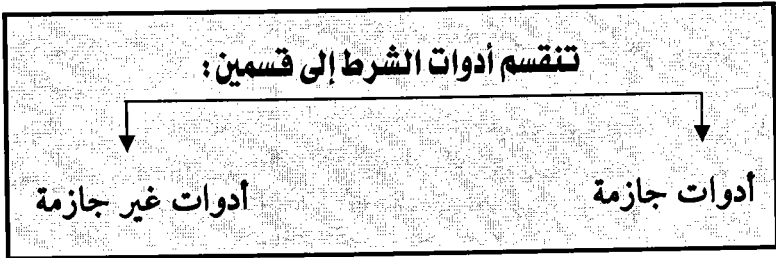 تنقسم أدوات الشرط إلى قسمين :
أدوات جازمة
أدوات غير جازمة